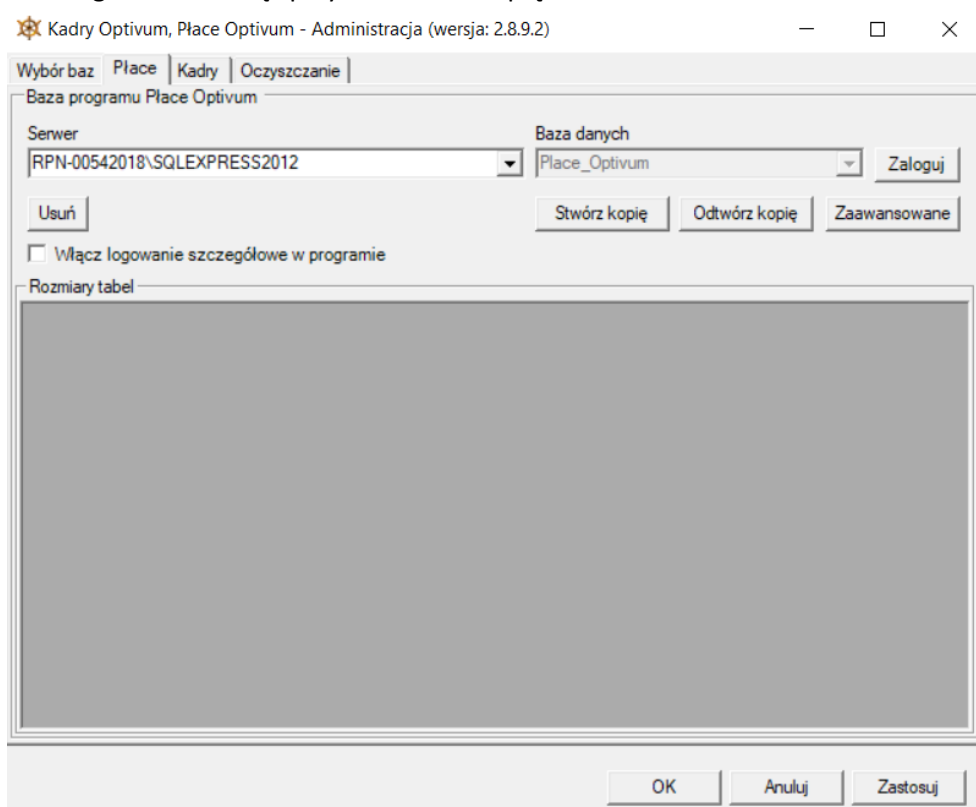 Kadry Optivum, Płace Optivum - Administracja (wersja: 2.8.9.2)
Wybór baz Płace Kadry Oczyszczanie
Baza programu Płace Optivum
Serwer Baza danych
RPN-00542018\SQLEXPRESS2012 Place_Optivum Zaloguj
Usuń Stwórz kopię Odtwórz kopię Zaawansowane
Włącz logowanie szczegółowe w programie
Rozmiary tabel
OK Anuluj Zastosuj